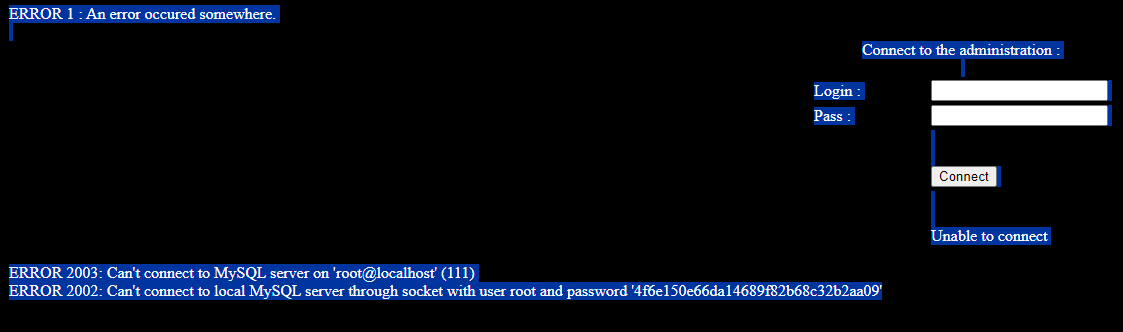 ERROR 1 : An error occured somewhere.
Connect to the administration :
Login :
Pass :
Connect
Unable to connect
ERROR 2003: Can't connect to MySQL server on 'root@localhost' (111)
ERROR 2002: Can't connect to local MySQL server through socket with user root and password '4f6e150e66da14689f82b68c32b2aa09'